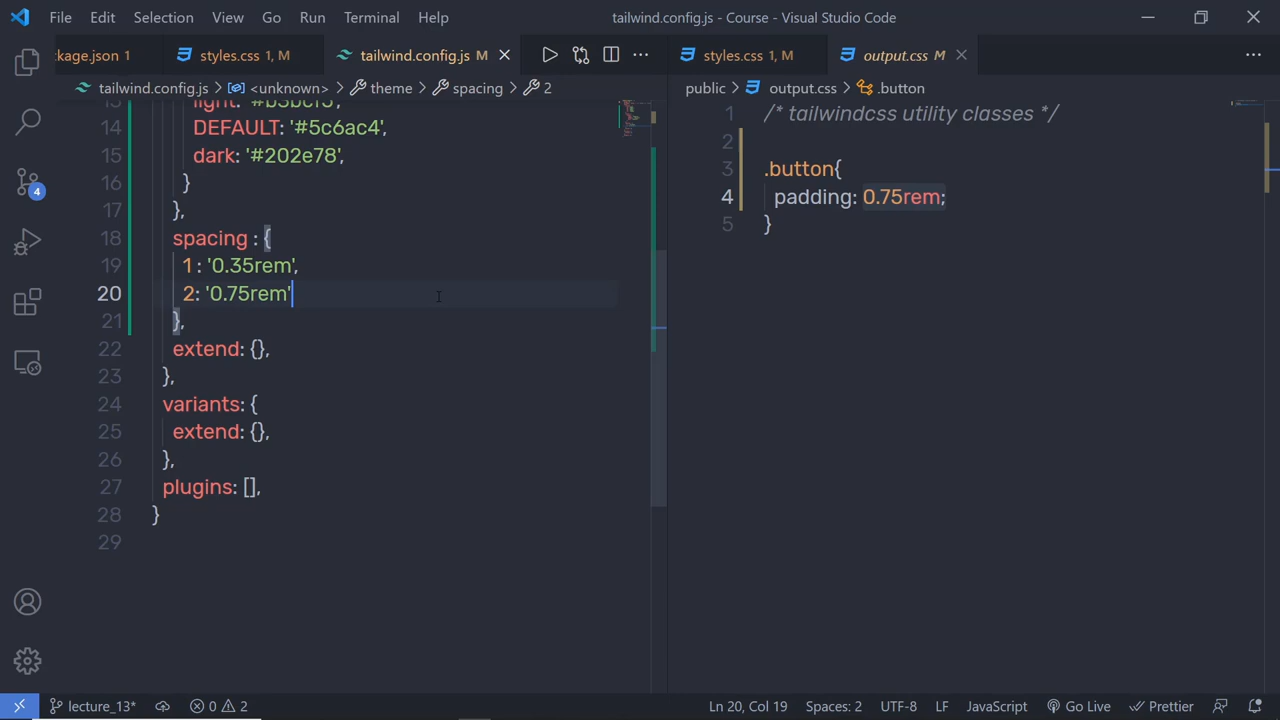 File Edit Selection View Go Run Terminal Help
tailwind.config.js - Course - Visual Studio Code
kage.json 1
styles.css 1, M
tailwind.config.js M
styles.css 1, M
output.css M
tailwind.config.js > <unknown> > theme > spacing > 2
public > output.css > .button
13 light: '#b3bcf5',
14 DEFAULT: '#5c6ac4',
15 dark: '#202e78',
16 }
17 },
18 spacing : {
19 1 : '0.35rem',
20 2: '0.75rem'
21 },
22 extend: {},
23 },
24 variants: {
25 extend: {},
26 },
27 plugins: [],
28 }
29
1 /* tailwindcss utility classes */
2
3 .button{
4 padding: 0.75rem;
5 }
4
lecture_13* 0 2 Ln 20, Col 19 Spaces: 2 UTF-8 LF JavaScript Go Live Prettier